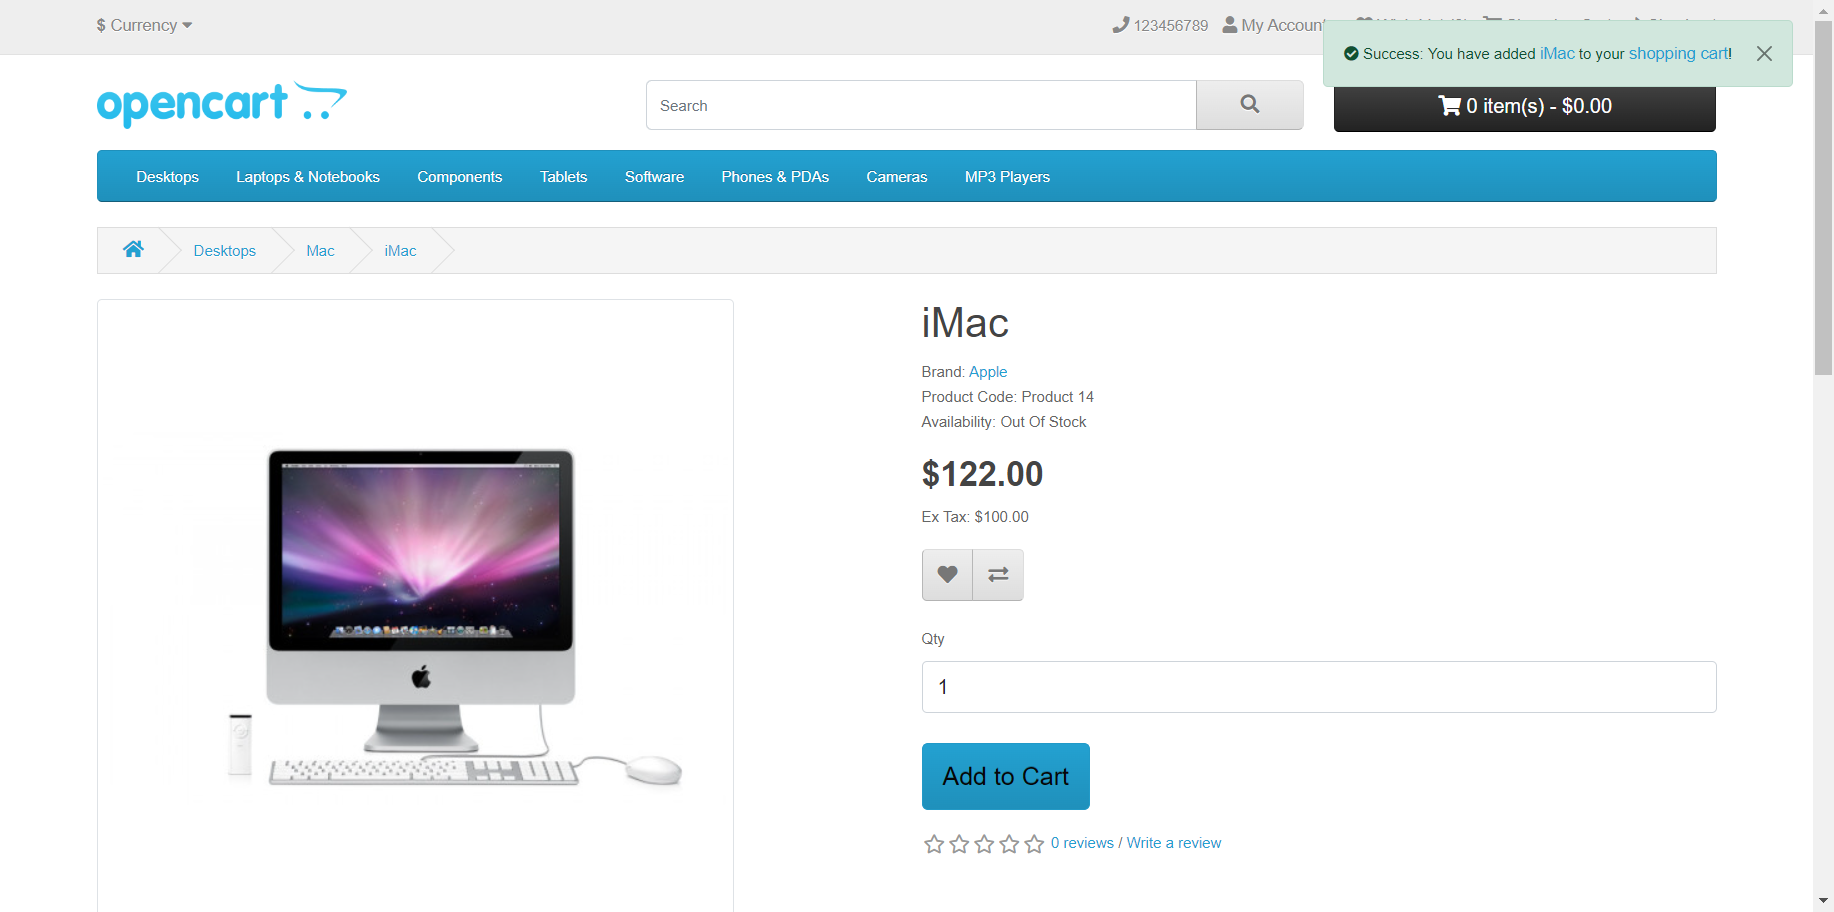 $ Currency
123456789 My Account
Success: You have added iMac to your shopping cart!
opencart
Search
0 item(s) - $0.00
Desktops Laptops & Notebooks Components Tablets Software Phones & PDAs Cameras MP3 Players
Desktops Mac iMac
iMac
Brand: Apple
Product Code: Product 14
Availability: Out Of Stock
$122.00
Ex Tax: $100.00
Qty
1
Add to Cart
0 reviews / Write a review